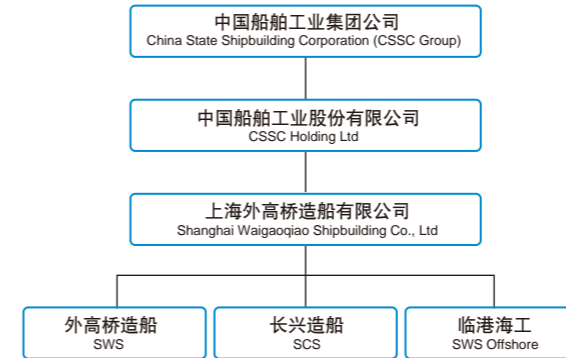 中国船舶工业集团公司
China State Shipbuilding Corporation (CSSC Group)
中国船舶工业股份有限公司
CSSC Holding Ltd
上海外高桥造船有限公司
Shanghai Waigaoqiao Shipbuilding Co., Ltd
外高桥造船
SWS
长兴造船
SCS
临港海工
SWS Offshore